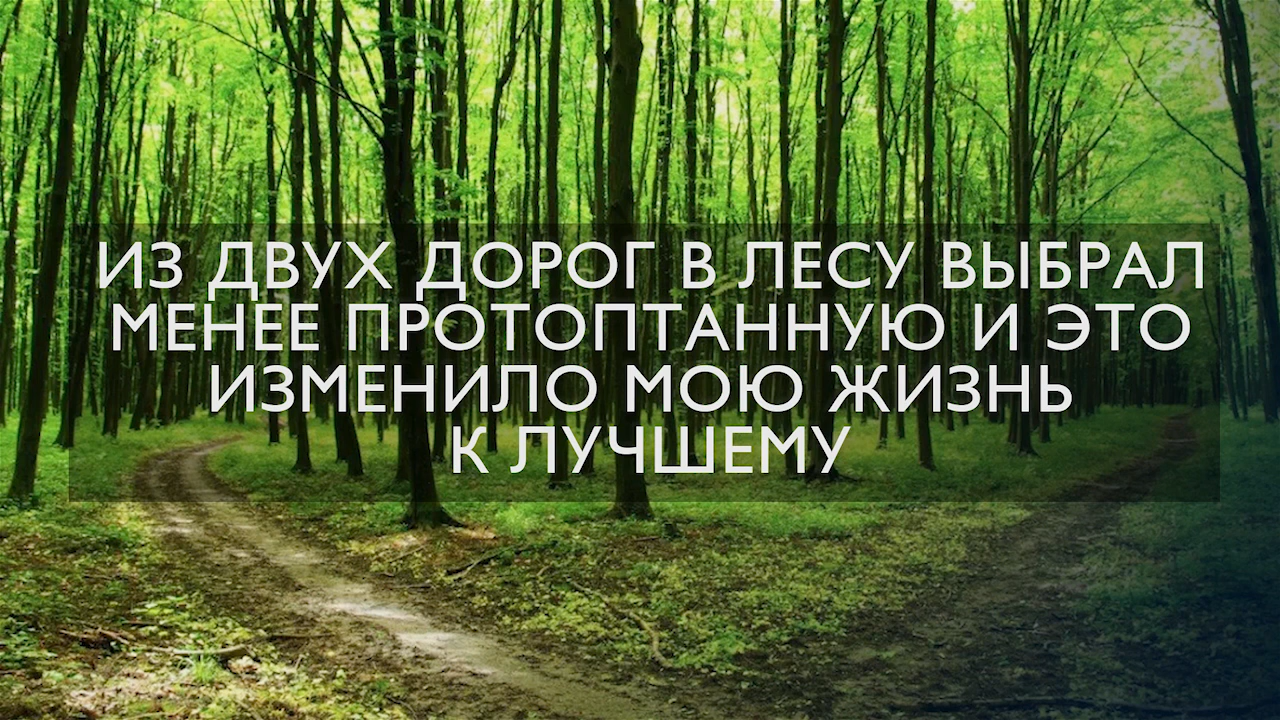 ИЗ ДВУХ ДОРОГ В ЛЕСУ ВЫБРАЛ
МЕНЕЕ ПРОТОПТАННУЮ И ЭТО
ИЗМЕНИЛО МОЮ ЖИЗНЬ
К ЛУЧШЕМУ